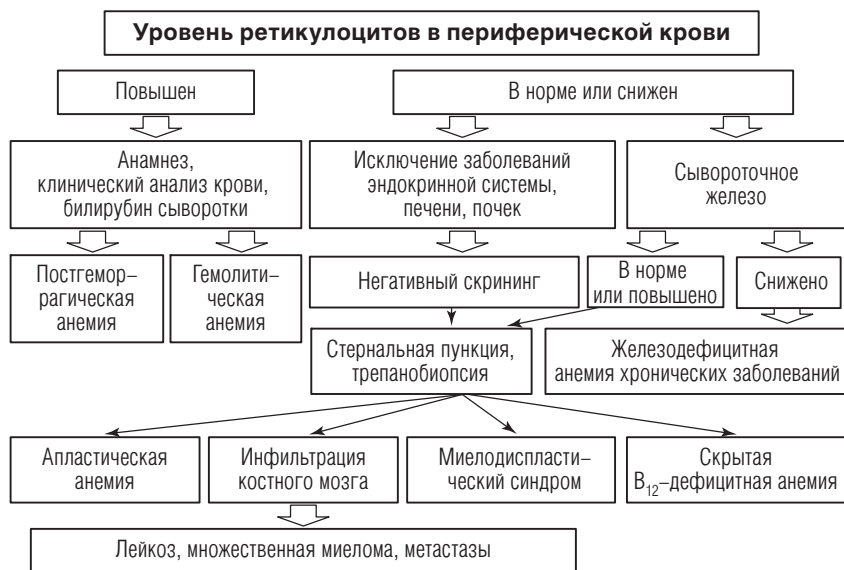 Уровень ретикулоцитов в периферической крови
Повышен
В норме или снижен
Анамнез,
клинический анализ крови,
билирубин сыворотки
Исключение заболеваний
эндокринной системы,
печени, почек
Сывороточное
железо
Постгемор-
рагическая
анемия
Гемолити-
ческая
анемия
Негативный скрининг
В норме
или повышено
Снижено
Стернальная пункция,
трепанобиопсия
Железодефицитная
анемия хронических заболеваний
Апластическая
анемия
Инфильтрация
костного мозга
Миелодиспласти-
ческий синдром
Скрытая
B12-дефицитная анемия
Лейкоз, множественная миелома, метастазы